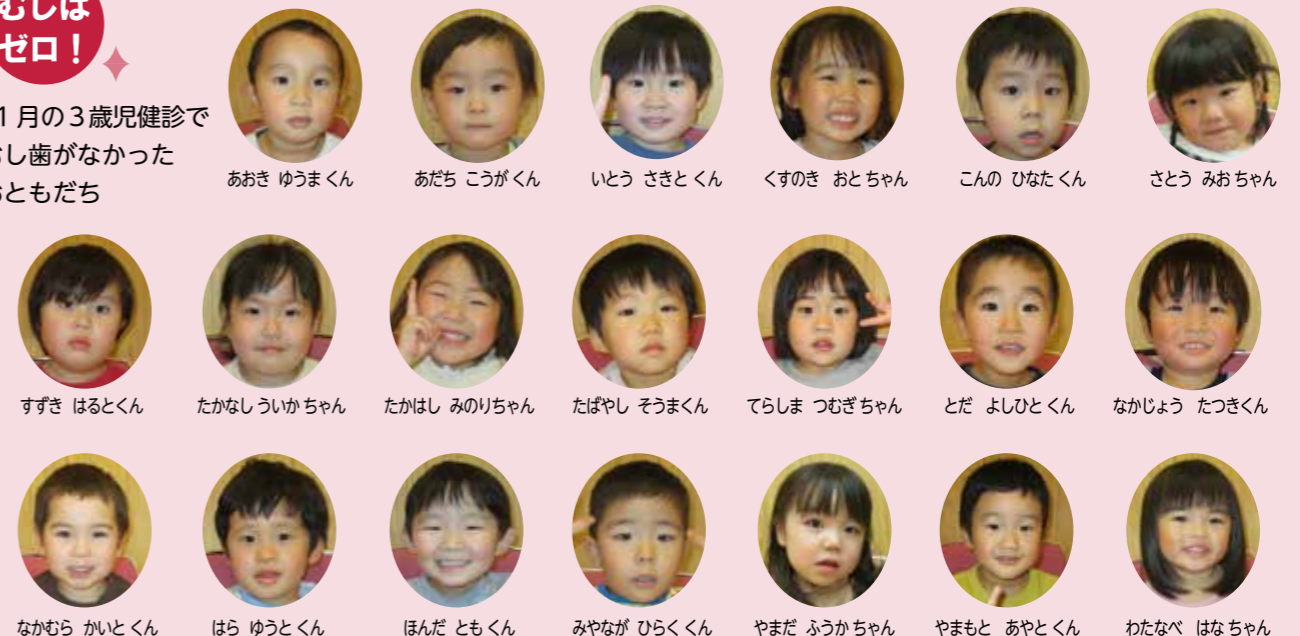 むしば
ゼロ！
1月の３歳児健診で
むし歯がなかった
おともだち
あおき ゆうまくん
あだち こうがくん
いとう さきとくん
くすのき おとちゃん
こんの ひなたくん
さとう みおちゃん
すずき はるとくん
たかなし ういかちゃん
たかはし みのりちゃん
たばやし そうまくん
てらしま つむぎちゃん
とだ よしひとくん
なかじょう たつきくん
なかむら かいとくん
はら ゆうとくん
ほんだ ともくん
みやなが ひらくくん
やまだ ふうかちゃん
やまもと あやとくん
わたなべ はなちゃん